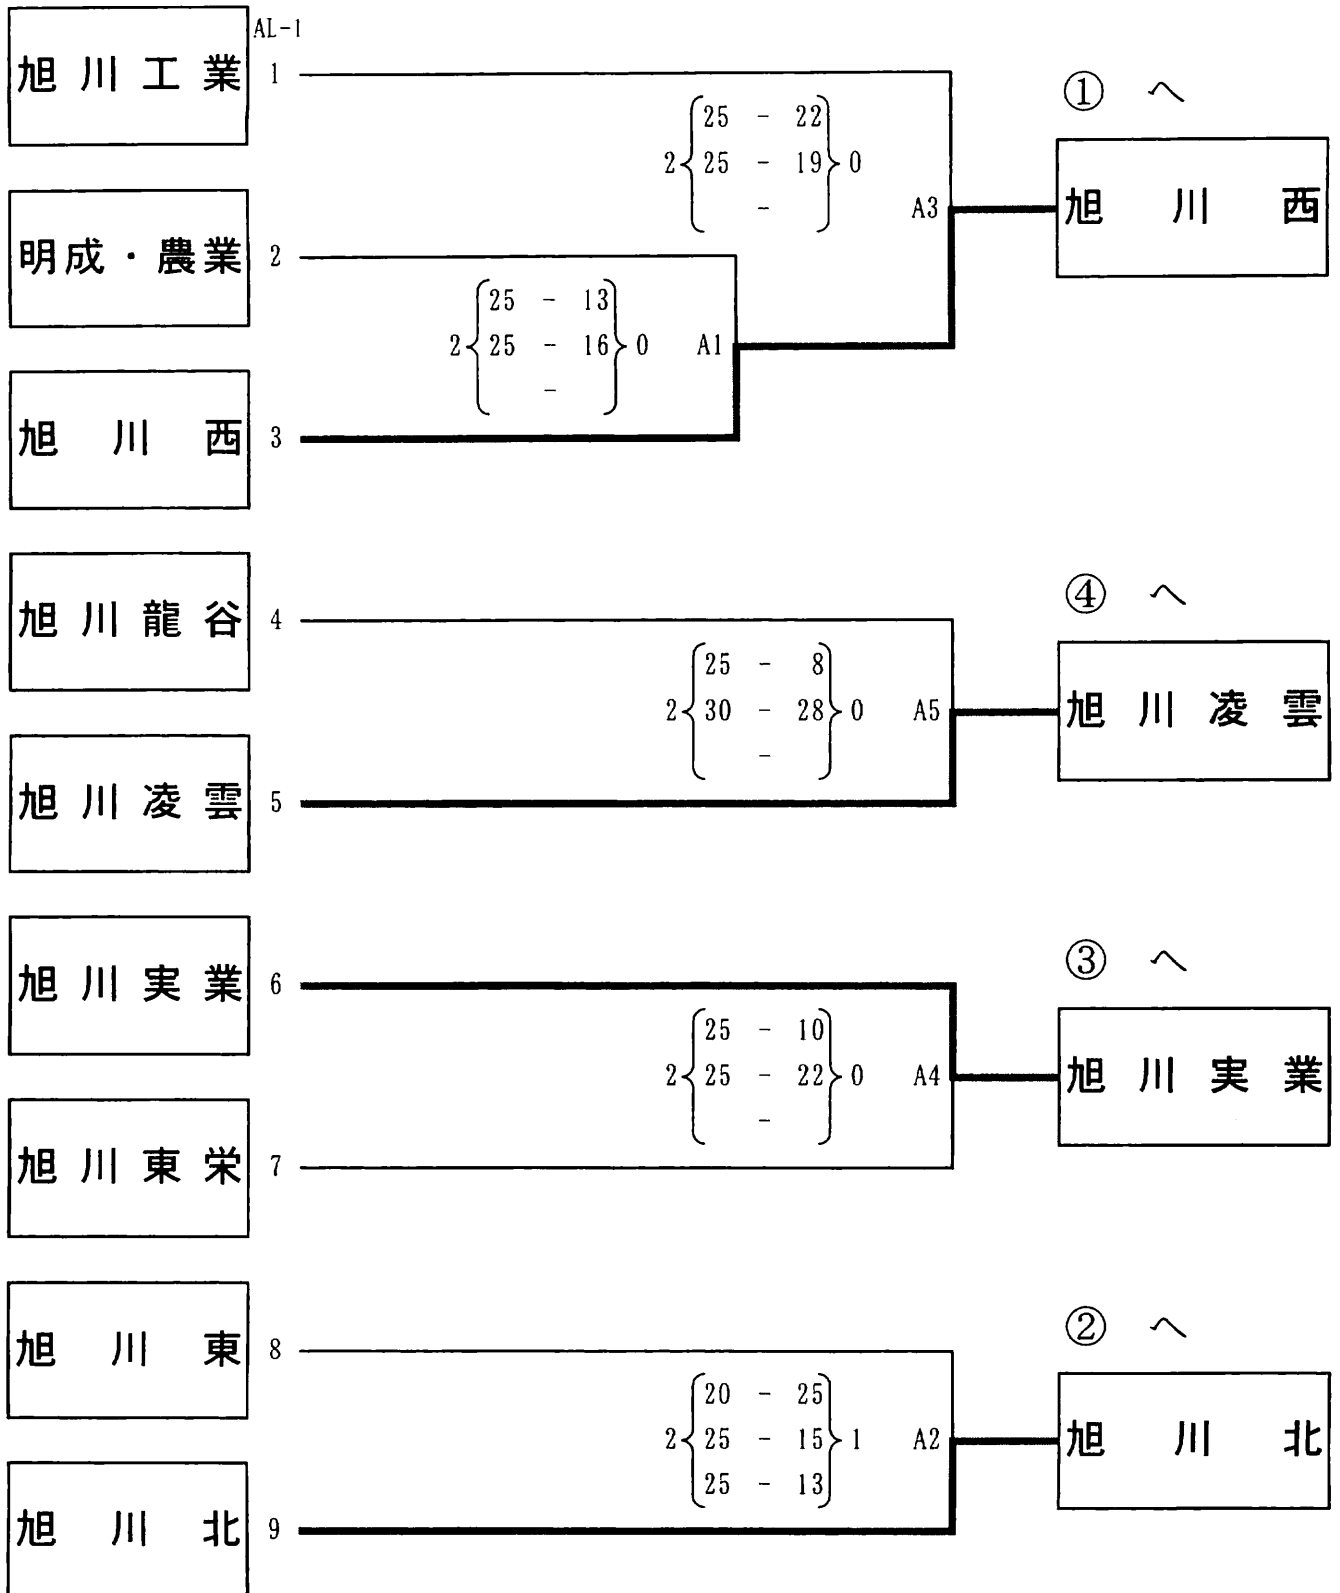 AL-1
旭川工業 1
① へ
25 - 22
2 25 - 19 0
-
A3
旭川西
明成・農業 2
25 - 13
2 25 - 16 0
-
A1
旭川西 3
旭川龍谷 4
④ へ
25 - 8
2 30 - 28 0
-
A5
旭川凌雲
旭川凌雲 5
旭川実業 6
③ へ
25 - 10
2 25 - 22 0
-
A4
旭川実業
旭川東栄 7
旭川東 8
② へ
20 - 25
2 25 - 15 1
25 - 13
A2
旭川北
旭川北 9